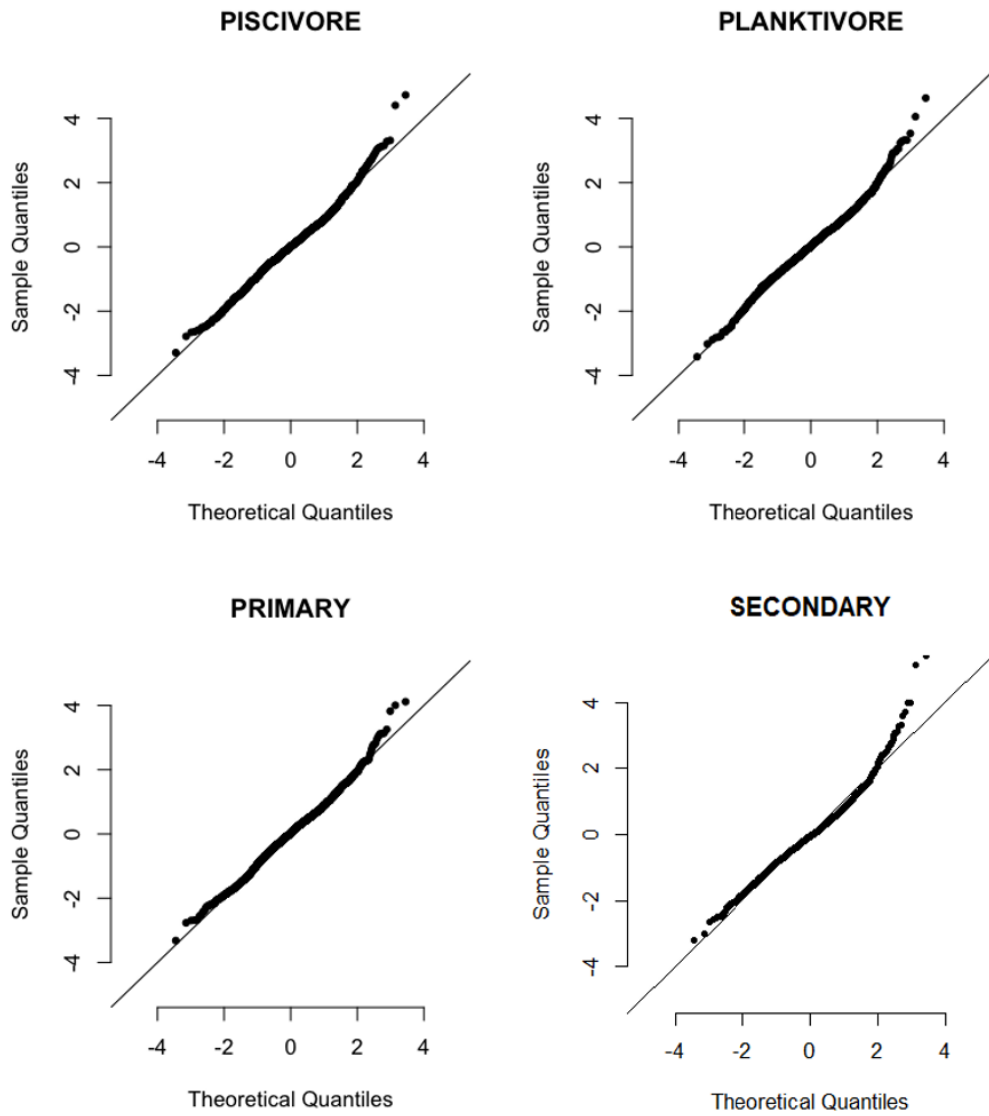 PISCIVORE
Sample Quantiles
4
2
0
-2
-4
-4 -2 0 2 4
Theoretical Quantiles
PLANKTIVORE
Sample Quantiles
4
2
0
-2
-4
-4 -2 0 2 4
Theoretical Quantiles
PRIMARY
Sample Quantiles
4
2
0
-2
-4
-4 -2 0 2 4
Theoretical Quantiles
SECONDARY
Sample Quantiles
4
2
0
-2
-4
-4 -2 0 2 4
Theoretical Quantiles